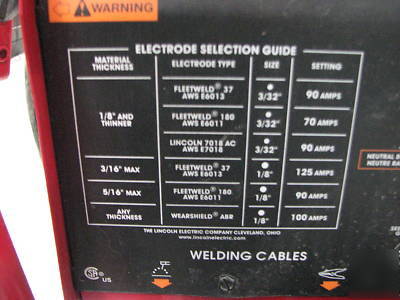 WARNING
ELECTRODE SELECTION GUIDE
MATERIAL THICKNESS ELECTRODE TYPE SIZE SETTING
1/8" AND THINNER
FLEETWELD® 37 AWS E6013 3/32" 90 AMPS
FLEETWELD® 180 AWS E6011 3/32" 70 AMPS
LINCOLN 7018 AC AWS E7018 3/32" 90 AMPS
3/16" MAX FLEETWELD® 37 AWS E6013 1/8" 125 AMPS
5/16" MAX FLEETWELD® 180 AWS E6011 1/8" 90 AMPS
ANY THICKNESS WEARSHIELD® ABR 1/8" 100 AMPS
THE LINCOLN ELECTRIC COMPANY CLEVELAND, OHIO
www.lincolnelectric.com
NEUTRAL
NEUTRE
WELDING CABLES
US